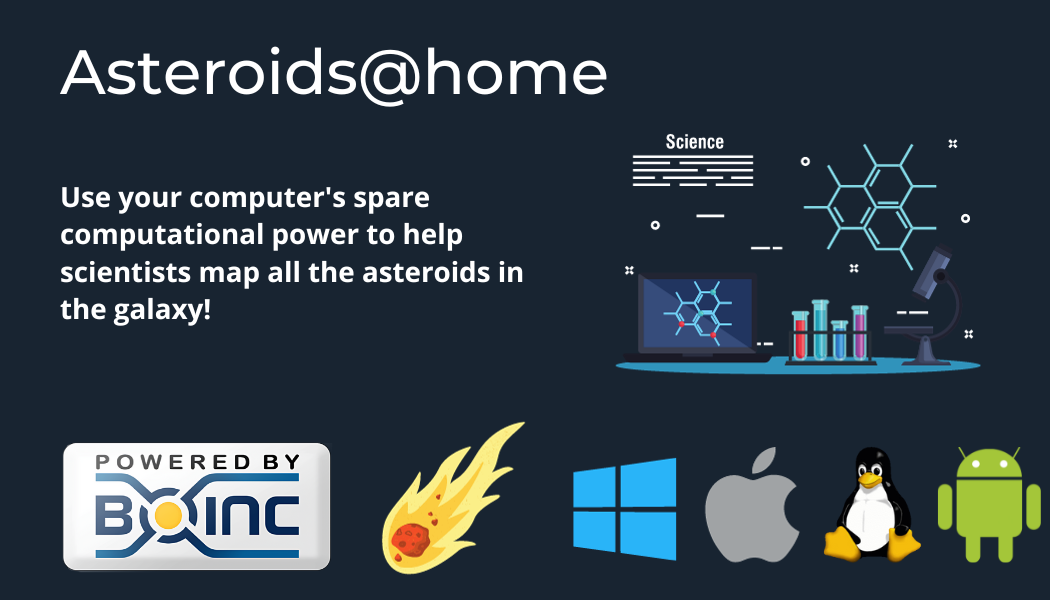 Asteroids@home
Science
Use your computer's spare
computational power to help
scientists map all the asteroids in
the galaxy!
POWERED BY
BOINC